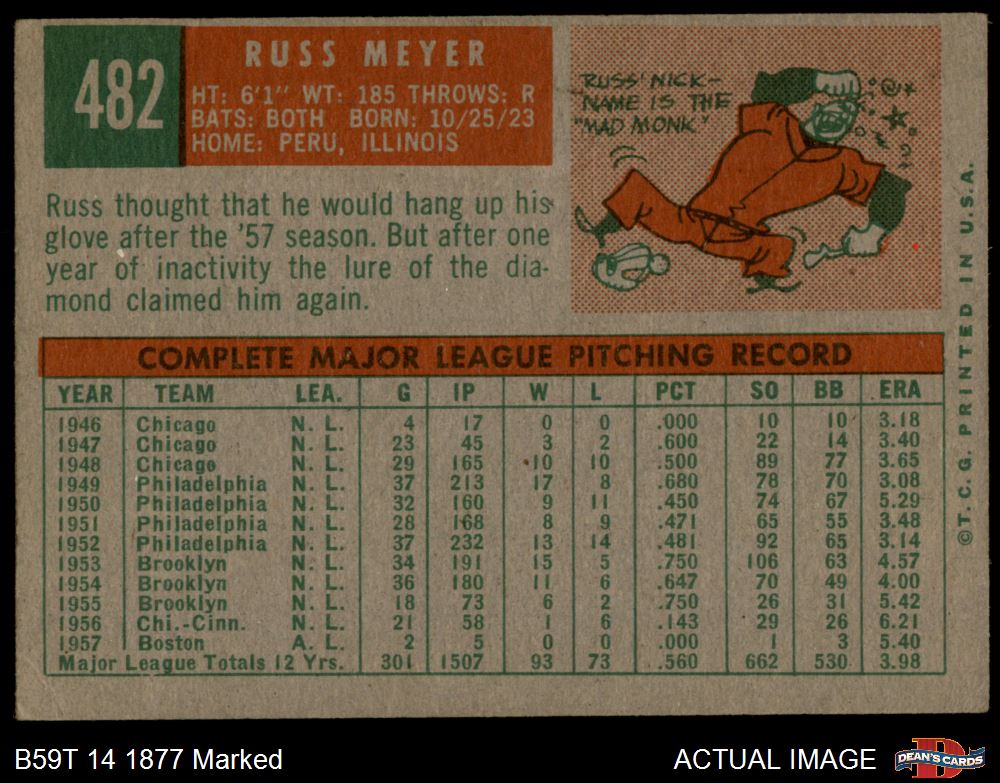 482
RUSS MEYER
HT: 6'1" WT: 185 THROWS: R
BATS: BOTH BORN: 10/25/23
HOME: PERU, ILLINOIS
RUSS' NICK-
NAME IS THE
"MAD MONK"
Russ thought that he would hang up his
glove after the '57 season. But after one
year of inactivity the lure of the dia-
mond claimed him again.
COMPLETE MAJOR LEAGUE PITCHING RECORD
YEAR TEAM LEA. G IP W L PCT SO BB ERA
1946 Chicago N. L. 4 17 0 0 .000 10 10 3.18
1947 Chicago N. L. 23 45 3 2 .600 22 14 3.40
1948 Chicago N. L. 29 165 10 10 .500 89 77 3.65
1949 Philadelphia N. L. 37 213 17 8 .680 78 70 3.08
1950 Philadelphia N. L. 32 160 9 11 .450 74 67 5.29
1951 Philadelphia N. L. 28 168 8 9 .471 65 55 3.48
1952 Philadelphia N. L. 37 232 13 14 .481 92 65 3.14
1953 Brooklyn N. L. 34 191 15 5 .750 106 63 4.57
1954 Brooklyn N. L. 36 180 11 6 .647 70 49 4.00
1955 Brooklyn N. L. 18 73 6 2 .750 26 31 5.42
1956 Chi.-Cinn. N. L. 21 58 1 6 .143 29 26 6.21
1957 Boston A. L. 2 5 0 0 .000 1 3 5.40
Major League Totals 12 Yrs. 301 1507 93 73 .560 662 530 3.98
©T. C. G. PRINTED IN U.S.A.
B59T 14 1877 Marked
ACTUAL IMAGE
D
DEAN'S CARDS